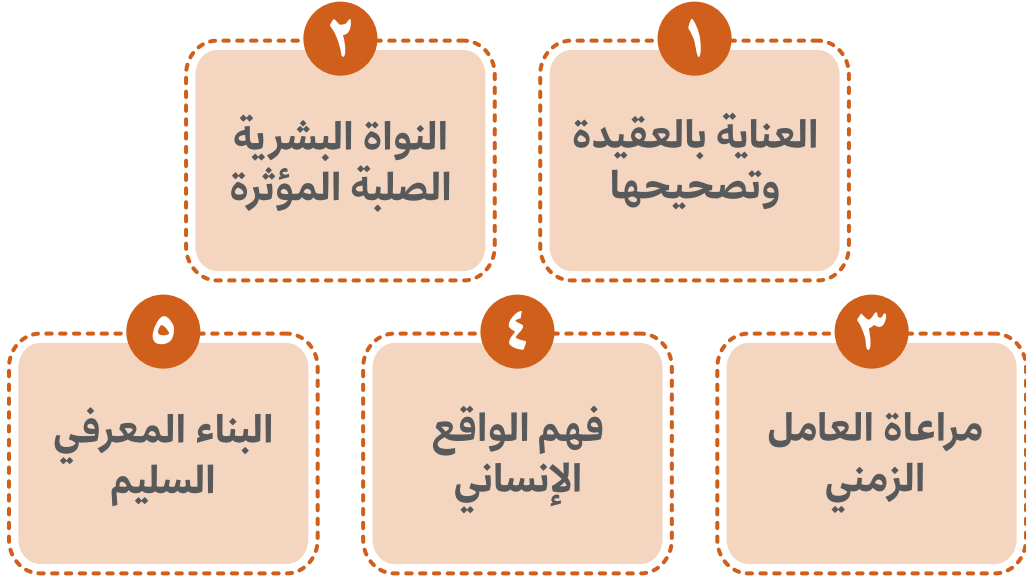 ١
العناية بالعقيدة
وتصحيحها
٢
النواة البشرية
الصلبة المؤثرة
٣
مراعاة العامل
الزمني
٤
فهم الواقع
الإنساني
٥
البناء المعرفي
السليم